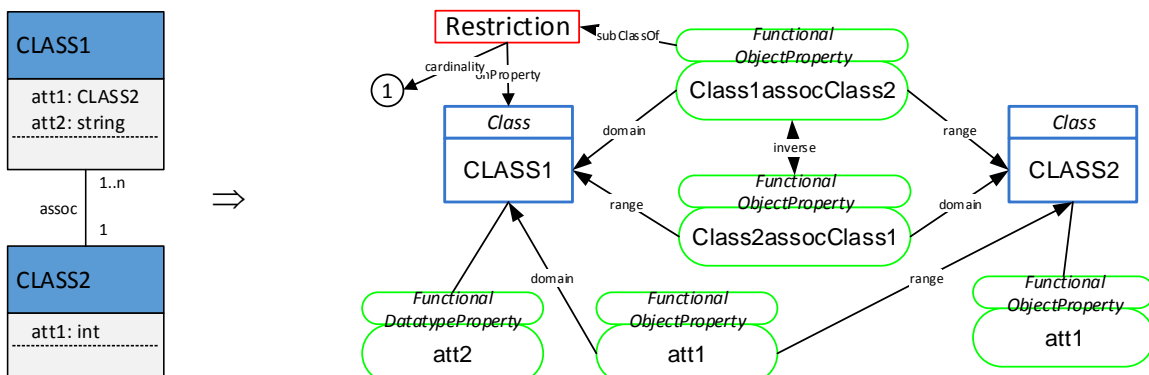 CLASS1
att1: CLASS2
att2: string
1..n
assoc
1
CLASS2
att1: int
⇒
Restriction
subClassOf
cardinality
onProperty
1
Functional
ObjectProperty
Class1assocClass2
Class
CLASS1
domain
range
inverse
Class
CLASS2
Functional
ObjectProperty
Class2assocClass1
range
domain
domain
range
Functional
DatatypeProperty
att2
Functional
ObjectProperty
att1
Functional
ObjectProperty
att1